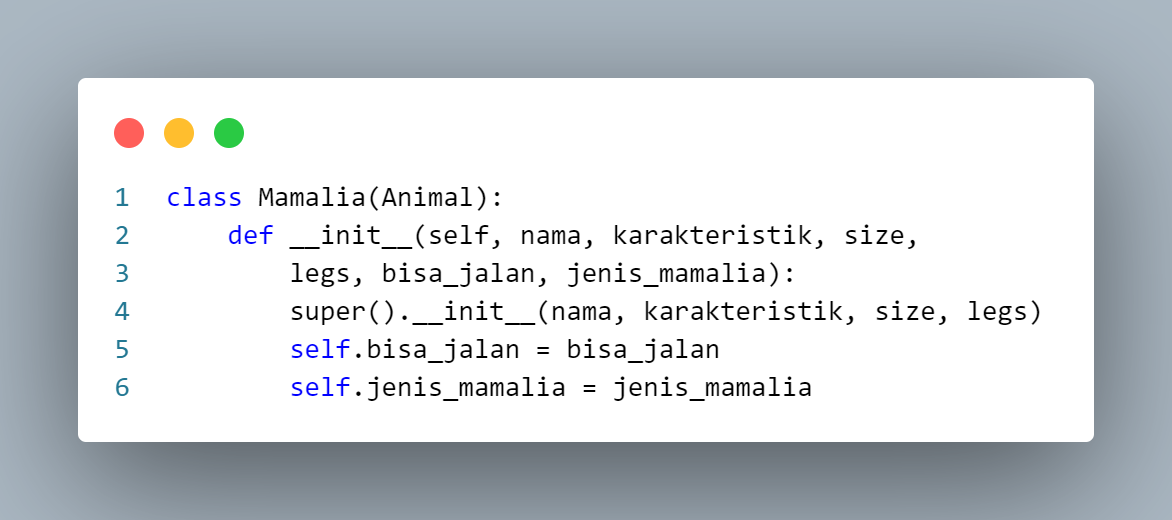 1 class Mamalia(Animal):
2     def __init__(self, nama, karakteristik, size,
3         legs, bisa_jalan, jenis_mamalia):
4         super().__init__(nama, karakteristik, size, legs)
5         self.bisa_jalan = bisa_jalan
6         self.jenis_mamalia = jenis_mamalia